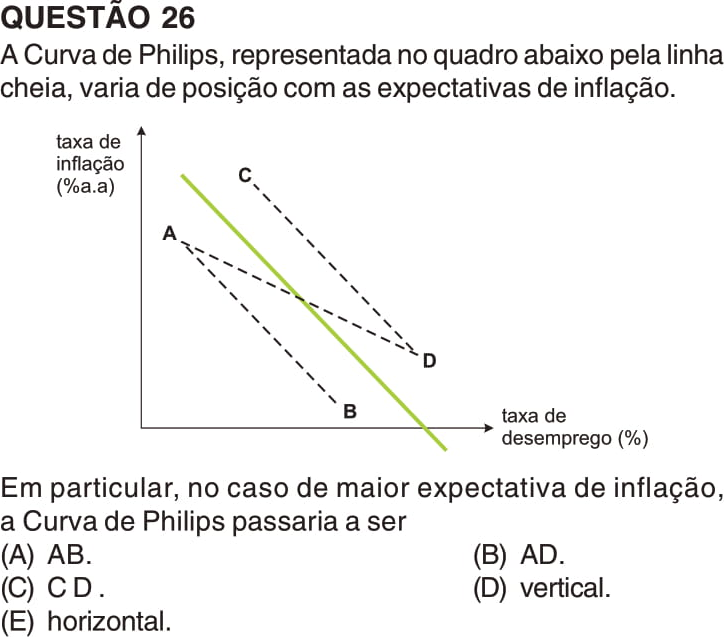 QUESTÃO 26
A Curva de Philips, representada no quadro abaixo pela linha
cheia, varia de posição com as expectativas de inflação.
taxa de
inflação
(%a.a)
C
A
D
B
taxa de
desemprego (%)
Em particular, no caso de maior expectativa de inflação,
a Curva de Philips passaria a ser
(A) AB.
(B) AD.
(C) C D .
(D) vertical.
(E) horizontal.